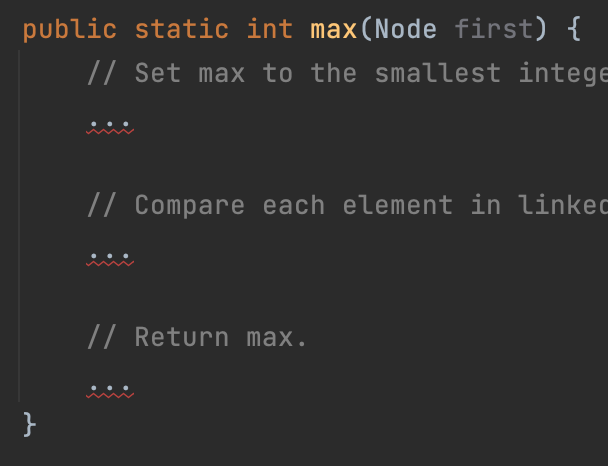 public static int max(Node first) {
// Set max to the smallest intege
...
// Compare each element in linked
...
// Return max.
...
}